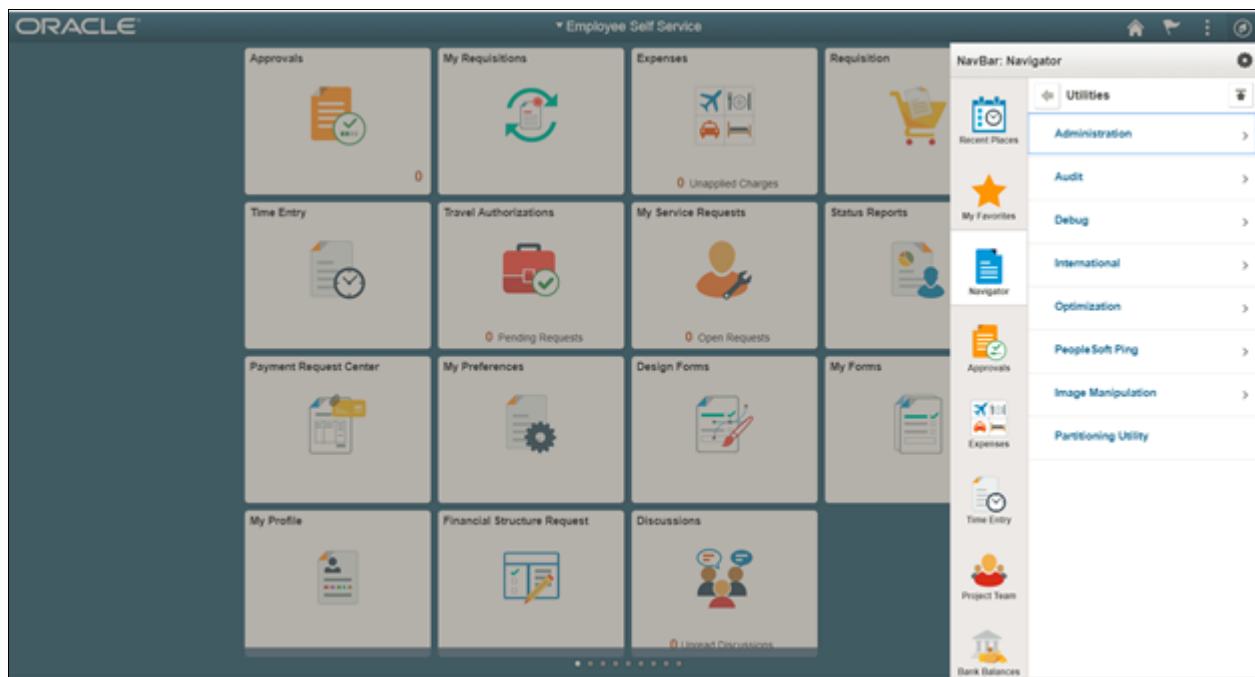 ORACLE
Employee Self Service
Approvals
0
My Requisitions
Expenses
0 Unapplied Charges
Requisition
Time Entry
Travel Authorizations
0 Pending Requests
My Service Requests
0 Open Requests
Status Reports
Payment Request Center
My Preferences
Design Forms
My Forms
My Profile
Financial Structure Request
Discussions
0 Unread Discussions
NavBar: Navigator
Recent Places
My Favorites
Navigator
Approvals
Expenses
Time Entry
Project Team
Bank Balances
Utilities
Administration
Audit
Debug
International
Optimization
PeopleSoft Ping
Image Manipulation
Partitioning Utility